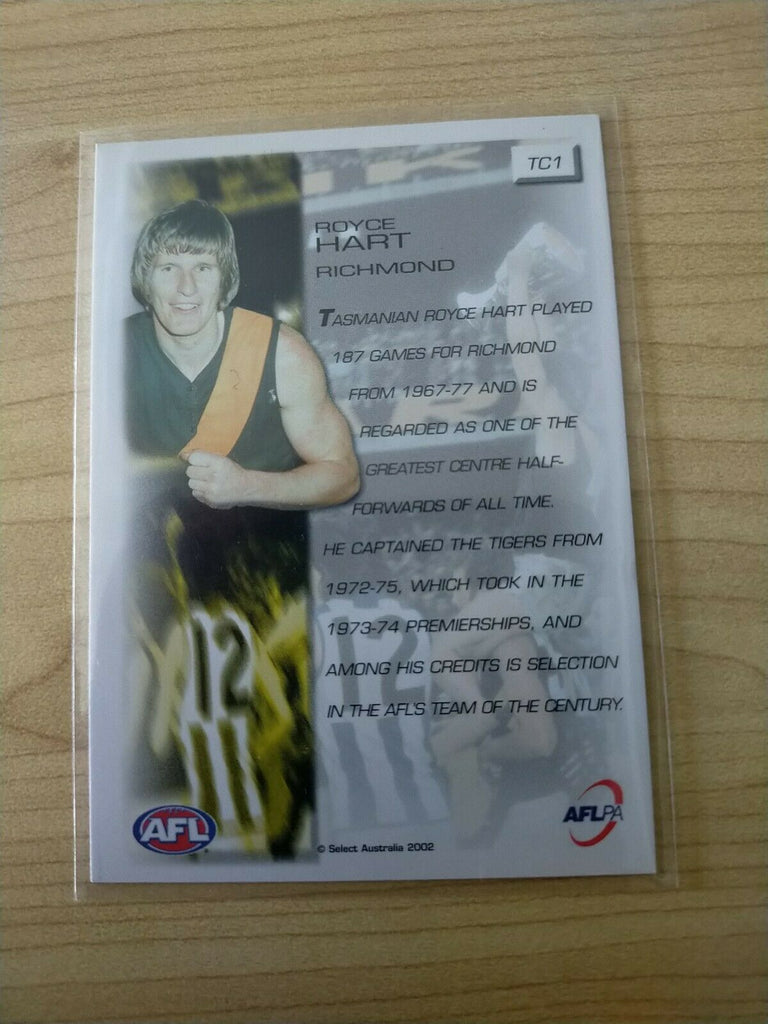 TC1
ROYCE
HART
RICHMOND
TASMANIAN ROYCE HART PLAYED
187 GAMES FOR RICHMOND
FROM 1967-77 AND IS
REGARDED AS ONE OF THE
GREATEST CENTRE HALF-
FORWARDS OF ALL TIME.
HE CAPTAINED THE TIGERS FROM
1972-75, WHICH TOOK IN THE
1973-74 PREMIERSHIPS, AND
AMONG HIS CREDITS IS SELECTION
IN THE AFL'S TEAM OF THE CENTURY.
12
12
AFL
AFLPA
© Select Australia 2002